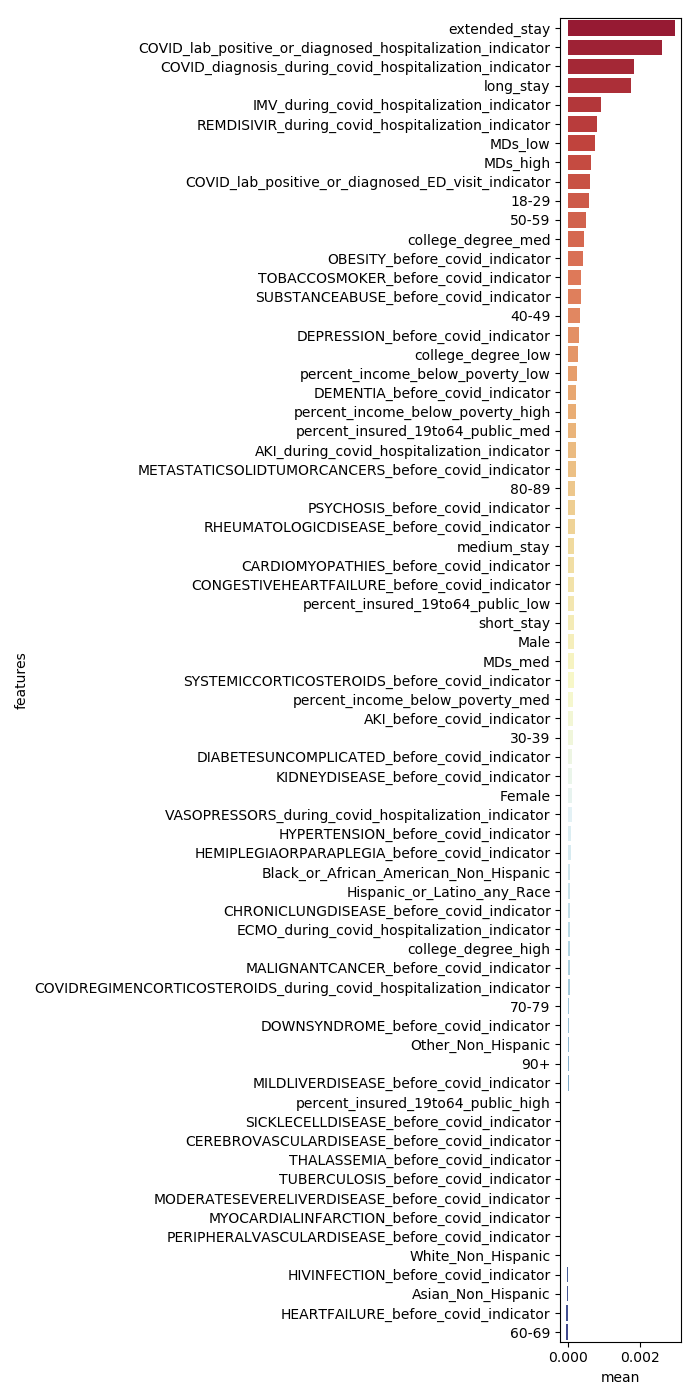 extended_stay
COVID_lab_positive_or_diagnosed_hospitalization_indicator
COVID_diagnosis_during_covid_hospitalization_indicator
long_stay
IMV_during_covid_hospitalization_indicator
REMDISIVIR_during_covid_hospitalization_indicator
MDs_low
MDs_high
COVID_lab_positive_or_diagnosed_ED_visit_indicator
18-29
50-59
college_degree_med
OBESITY_before_covid_indicator
TOBACCOSMOKER_before_covid_indicator
SUBSTANCEABUSE_before_covid_indicator
40-49
DEPRESSION_before_covid_indicator
college_degree_low
percent_income_below_poverty_low
DEMENTIA_before_covid_indicator
percent_income_below_poverty_high
percent_insured_19to64_public_med
AKI_during_covid_hospitalization_indicator
METASTATICSOLIDTUMORCANCERS_before_covid_indicator
80-89
PSYCHOSIS_before_covid_indicator
RHEUMATOLOGICDISEASE_before_covid_indicator
medium_stay
CARDIOMYOPATHIES_before_covid_indicator
CONGESTIVEHEARTFAILURE_before_covid_indicator
percent_insured_19to64_public_low
short_stay
Male
MDs_med
SYSTEMICCORTICOSTEROIDS_before_covid_indicator
percent_income_below_poverty_med
AKI_before_covid_indicator
30-39
DIABETESUNCOMPLICATED_before_covid_indicator
KIDNEYDISEASE_before_covid_indicator
Female
VASOPRESSORS_during_covid_hospitalization_indicator
HYPERTENSION_before_covid_indicator
HEMIPLEGIAORPARAPLEGIA_before_covid_indicator
Black_or_African_American_Non_Hispanic
Hispanic_or_Latino_any_Race
CHRONICLUNGDISEASE_before_covid_indicator
ECMO_during_covid_hospitalization_indicator
college_degree_high
MALIGNANTCANCER_before_covid_indicator
COVIDREGIMENCORTICOSTEROIDS_during_covid_hospitalization_indicator
70-79
DOWNSYNDROME_before_covid_indicator
Other_Non_Hispanic
90+
MILDLIVERDISEASE_before_covid_indicator
percent_insured_19to64_public_high
SICKLECELLDISEASE_before_covid_indicator
CEREBROVASCULARDISEASE_before_covid_indicator
THALASSEMIA_before_covid_indicator
TUBERCULOSIS_before_covid_indicator
MODERATESEVERELIVERDISEASE_before_covid_indicator
MYOCARDIALINFARCTION_before_covid_indicator
PERIPHERALVASCULARDISEASE_before_covid_indicator
White_Non_Hispanic
HIVINFECTION_before_covid_indicator
Asian_Non_Hispanic
HEARTFAILURE_before_covid_indicator
60-69
features
0.000 0.002
mean